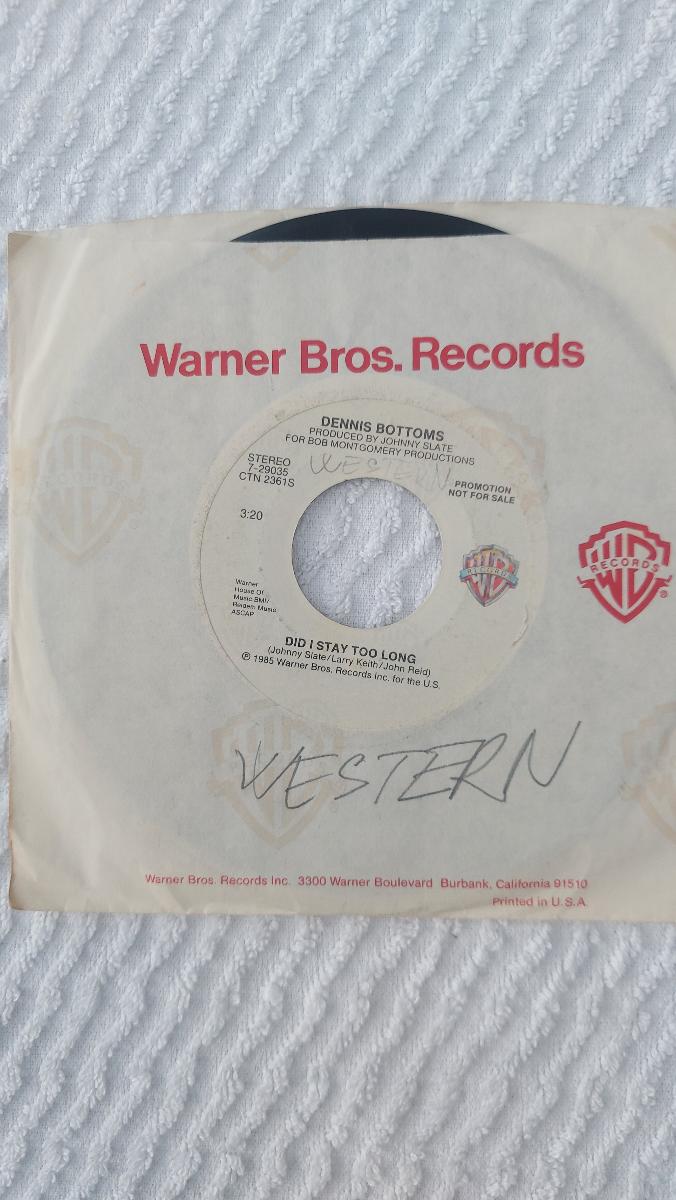 Warner Bros. Records
DENNIS BOTTOMS
PRODUCED BY JOHNNY SLATE
FOR BOB MONTGOMERY PRODUCTIONS
WESTERN
STEREO
7-29035
CTN 2361S
PROMOTION
NOT FOR SALE
3:20
RECORDS
RECORDS
®
Warner
House Of
Music BMI/
Rightsong Music
ASCAP
DID I STAY TOO LONG
(Johnny Slate/Larry Keith/John Reid)
℗ 1985 Warner Bros. Records Inc. for the U.S.
WESTERN
Warner Bros. Records Inc. 3300 Warner Boulevard Burbank, California 91510
Printed in U.S.A.